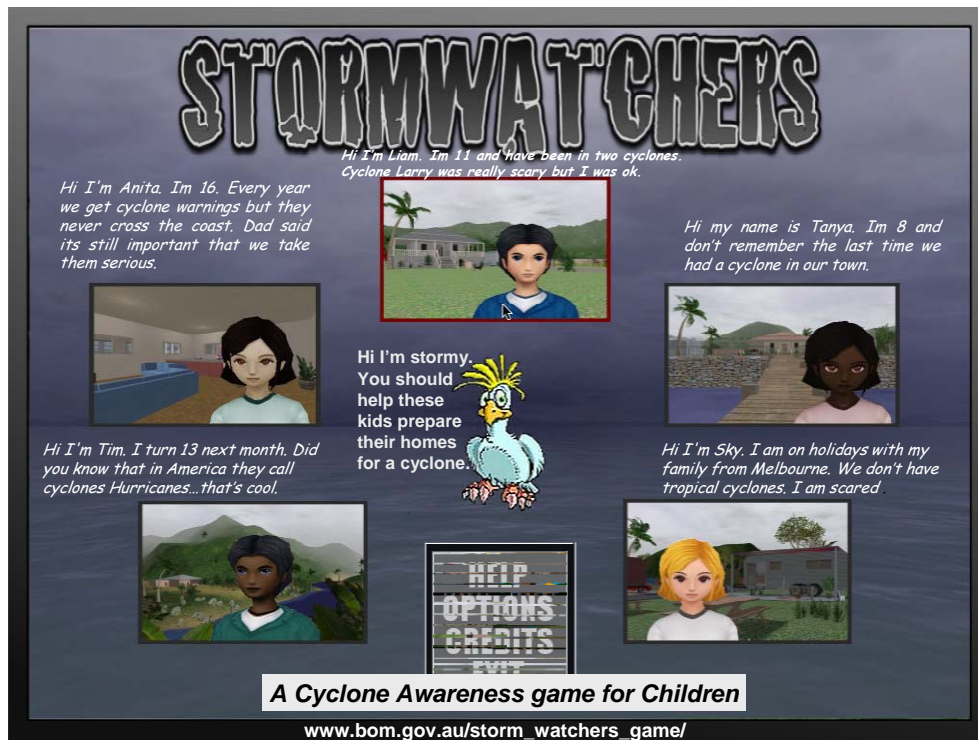 STORMWATCHERS
Hi I'm Liam. Im 11 and have been in two cyclones.
Cyclone Larry was really scary but I was ok.
Hi I'm Anita. Im 16. Every year
we get cyclone warnings but they
never cross the coast. Dad said
its still important that we take
them serious.
Hi my name is Tanya. Im 8 and
don't remember the last time we
had a cyclone in our town.
Hi I'm stormy.
You should
help these
kids prepare
their homes
for a cyclone.
Hi I'm Tim. I turn 13 next month. Did
you know that in America they call
cyclones Hurricanes...that's cool.
Hi I'm Sky. I am on holidays with my
family from Melbourne. We don't have
tropical cyclones. I am scared .
HELP
OPTIONS
CREDITS
EXIT
A Cyclone Awareness game for Children
www.bom.gov.au/storm_watchers_game/